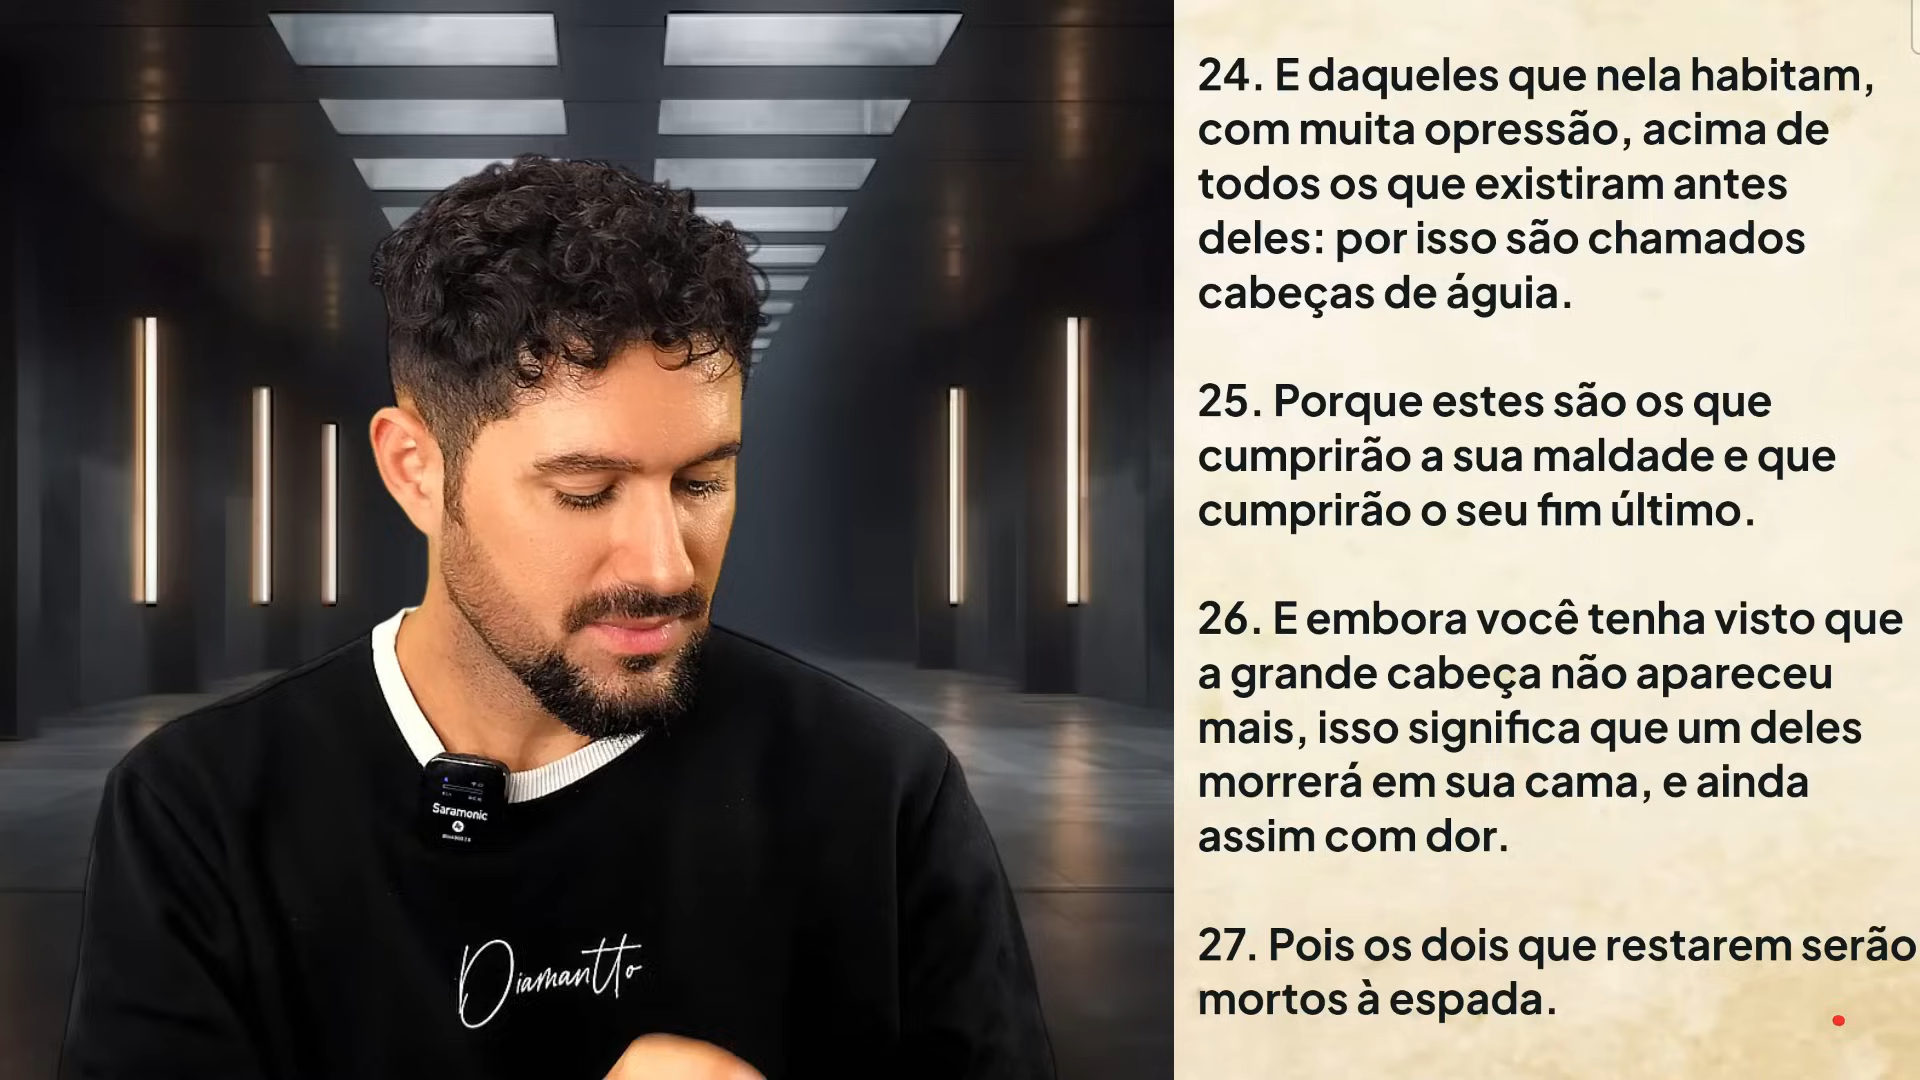 24. E daqueles que nela habitam,
com muita opressão, acima de
todos os que existiram antes
deles: por isso são chamados
cabeças de águia.
25. Porque estes são os que
cumprirão a sua maldade e que
cumprirão o seu fim último.
26. E embora você tenha visto que
a grande cabeça não apareceu
mais, isso significa que um deles
morrerá em sua cama, e ainda
assim com dor.
27. Pois os dois que restarem serão
mortos à espada.
Saramonic
Diamantto